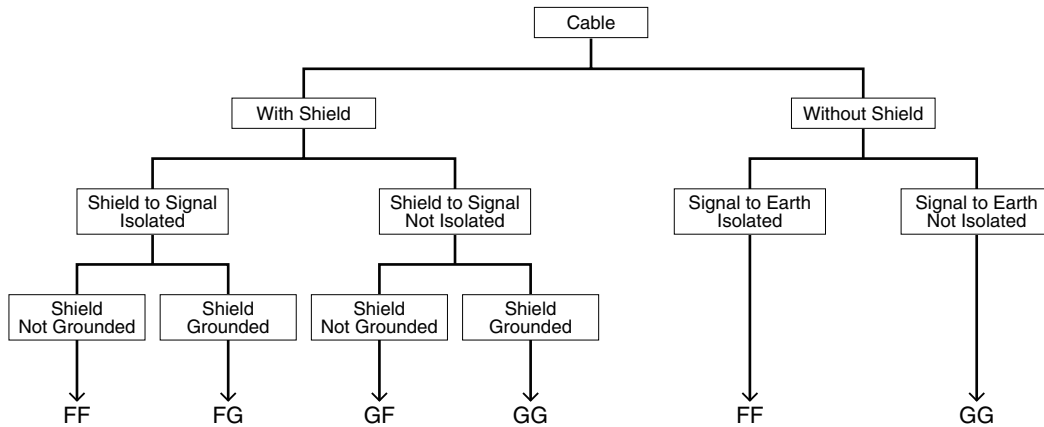 Cable
With Shield
Without Shield
Shield to Signal
Isolated
Shield to Signal
Not Isolated
Signal to Earth
Isolated
Signal to Earth
Not Isolated
Shield
Not Grounded
Shield
Grounded
Shield
Not Grounded
Shield
Grounded
FF
FG
GF
GG
FF
GG